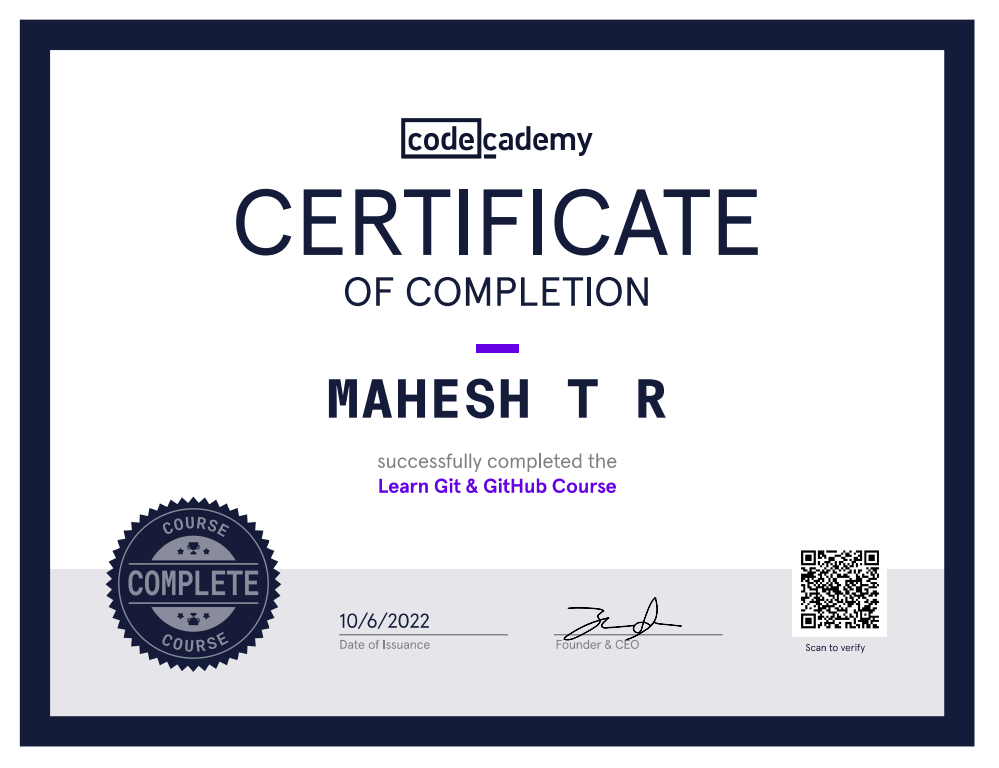 codecademy
CERTIFICATE
OF COMPLETION
MAHESH T R
successfully completed the
Learn Git & GitHub Course
COURSE
COMPLETE
COURSE
10/6/2022
Date of Issuance
Founder & CEO
Scan to verify